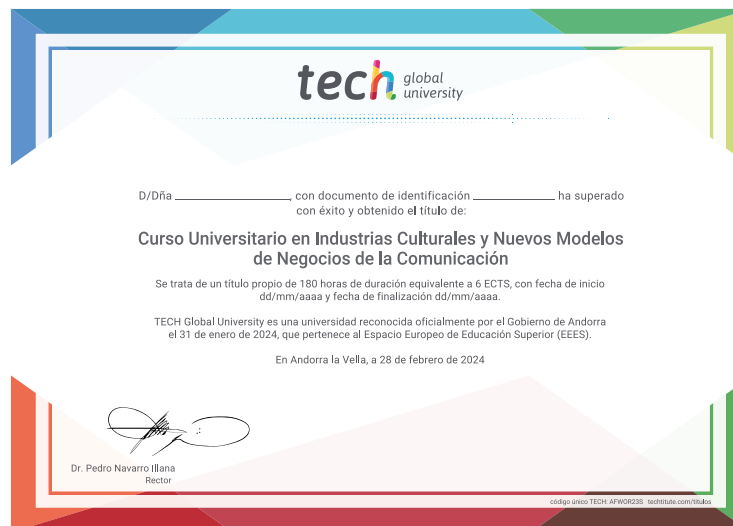 tech global
university
D/Dña ____________________, con documento de identificación ______________ ha superado
con éxito y obtenido el título de:
Curso Universitario en Industrias Culturales y Nuevos Modelos
de Negocios de la Comunicación
Se trata de un título propio de 180 horas de duración equivalente a 6 ECTS, con fecha de inicio
dd/mm/aaaa y fecha de finalización dd/mm/aaaa.
TECH Global University es una universidad reconocida oficialmente por el Gobierno de Andorra
el 31 de enero de 2024, que pertenece al Espacio Europeo de Educación Superior (EEES).
En Andorra la Vella, a 28 de febrero de 2024
Dr. Pedro Navarro Illana
Rector
código único TECH: AFWOR23S techtitute.com/titulos